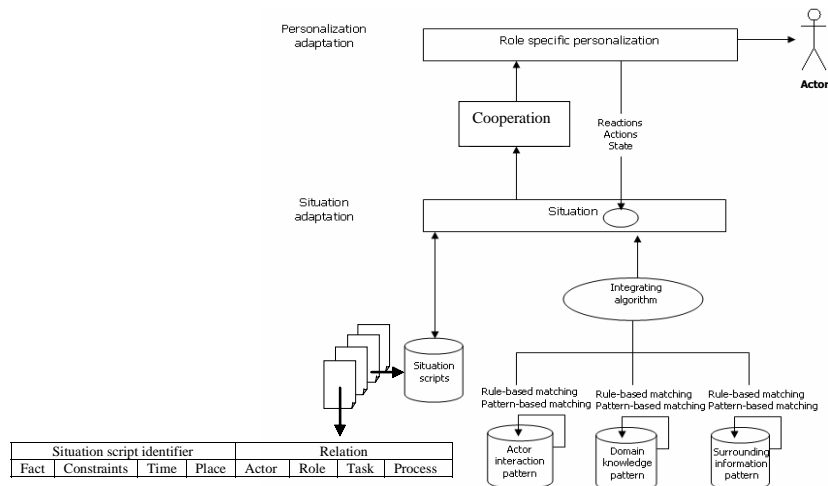 Personalization
adaptation
Role specific personalization
Actor
Cooperation
Reactions
Actions
State
Situation
adaptation
Situation
Integrating
algorithm
Situation
scripts
Rule-based matching
Pattern-based matching
Rule-based matching
Pattern-based matching
Rule-based matching
Pattern-based matching
Actor
interaction
pattern
Domain
knowledge
pattern
Surrounding
information
pattern
Situation script identifier Relation
Fact Constraints Time Place Actor Role Task Process